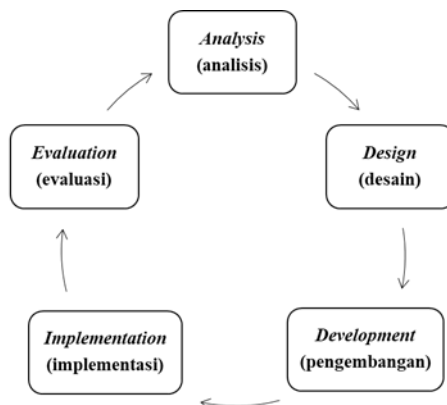 Analysis
(analisis)
Design
(desain)
Development
(pengembangan)
Implementation
(implementasi)
Evaluation
(evaluasi)